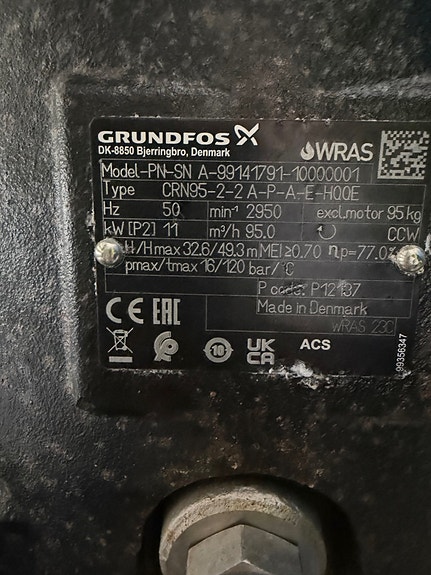 GRUNDFOS
DK-8850 Bjerringbro, Denmark
WRAS
Model-PN-SN A-99141791-10000001
Type CRN95-2-2 A-P-A-E-HQQE
Hz 50 min⁻¹ 2950 excl.motor 95 kg
kW [P2] 11 m³/h 95.0 CCW
H/Hmax 32.6/49.3 m MEI ≥0.70 ηp=77.0
pmax/tmax 16/120 bar/°C
P code: P12137
Made in Denmark
WRAS 230
CE EAC
10 UK CA ACS
99356347